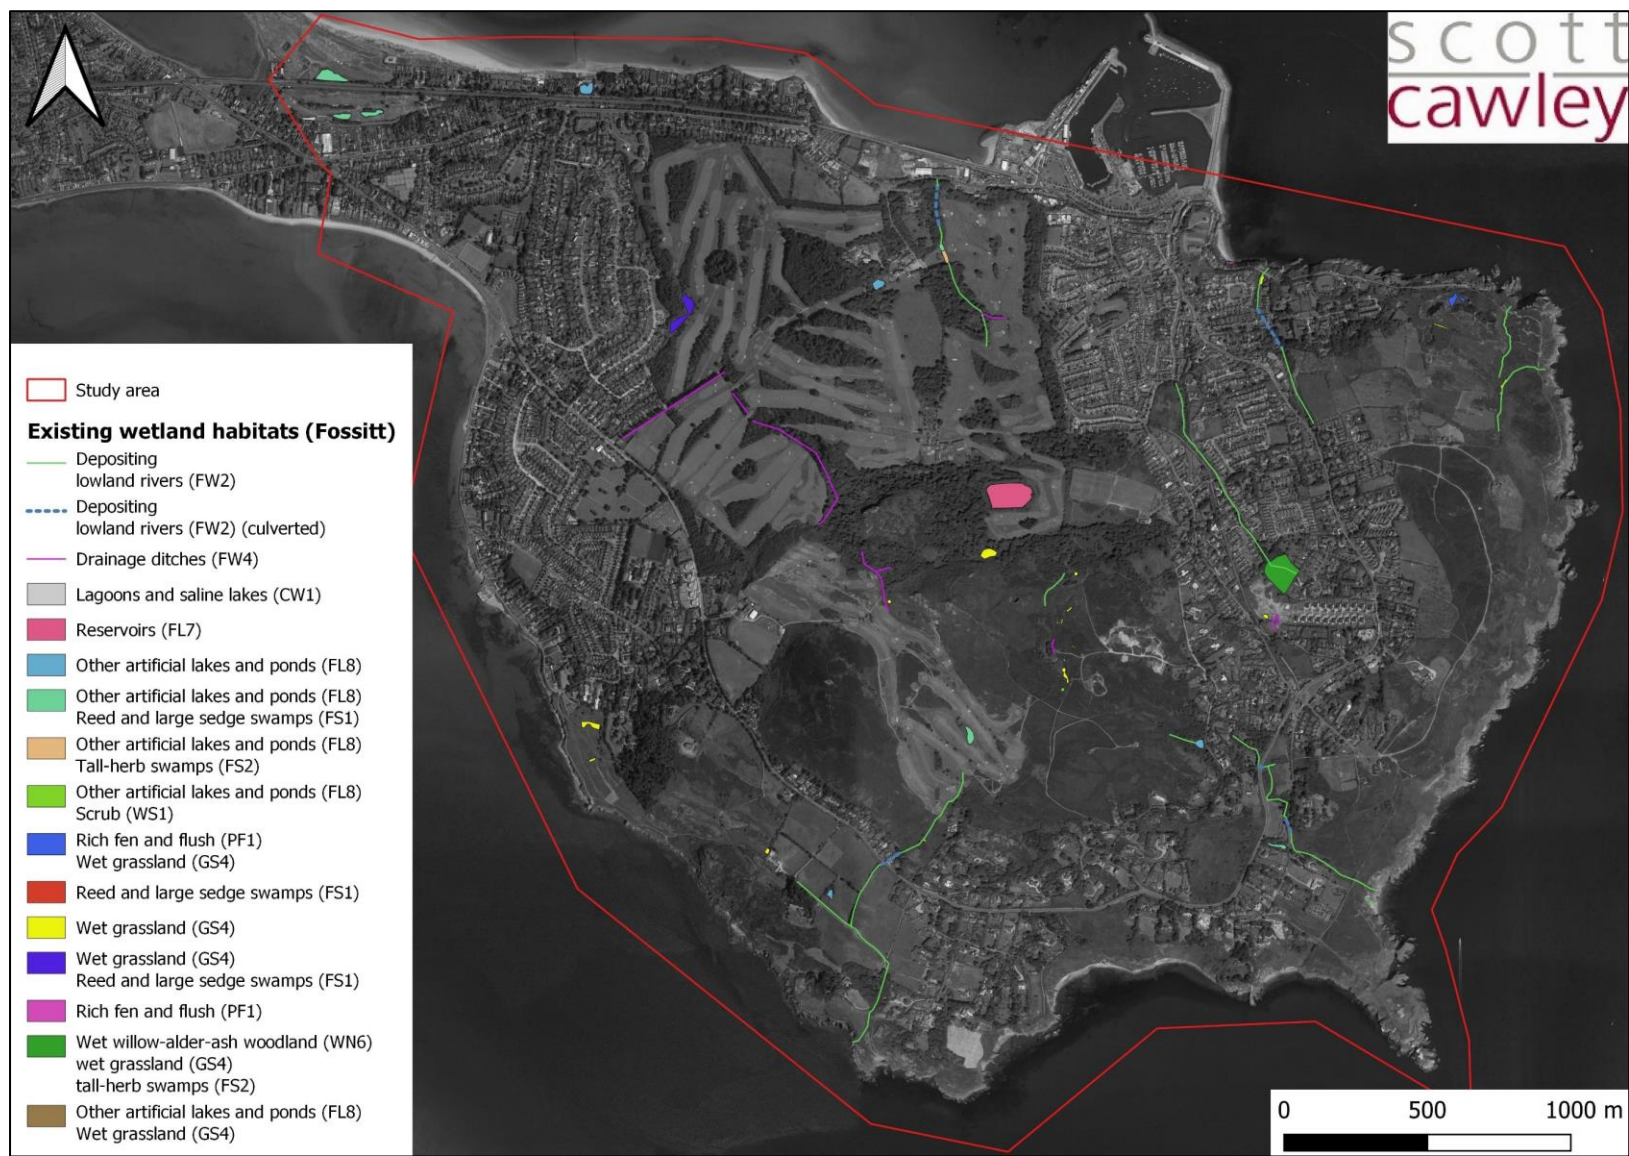 scott
cawley
Study area
Existing wetland habitats (Fossitt)
Depositing
lowland rivers (FW2)
Depositing
lowland rivers (FW2) (culverted)
Drainage ditches (FW4)
Lagoons and saline lakes (CW1)
Reservoirs (FL7)
Other artificial lakes and ponds (FL8)
Other artificial lakes and ponds (FL8)
Reed and large sedge swamps (FS1)
Other artificial lakes and ponds (FL8)
Tall-herb swamps (FS2)
Other artificial lakes and ponds (FL8)
Scrub (WS1)
Rich fen and flush (PF1)
Wet grassland (GS4)
Reed and large sedge swamps (FS1)
Wet grassland (GS4)
Wet grassland (GS4)
Reed and large sedge swamps (FS1)
Rich fen and flush (PF1)
Wet willow-alder-ash woodland (WN6)
wet grassland (GS4)
tall-herb swamps (FS2)
Other artificial lakes and ponds (FL8)
Wet grassland (GS4)
0 500 1000 m